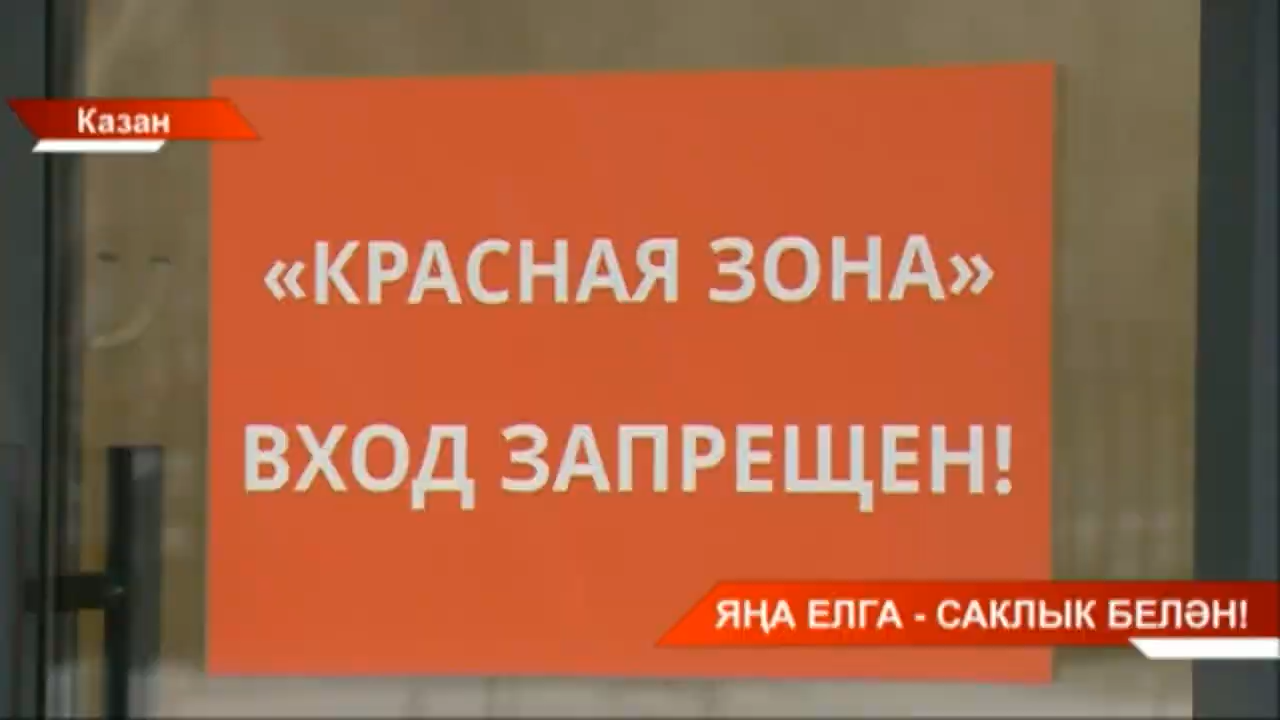 Казан
«КРАСНАЯ ЗОНА»
ВХОД ЗАПРЕЩЕН!
ЯҢА ЕЛГА - САКЛЫК БЕЛӘН!